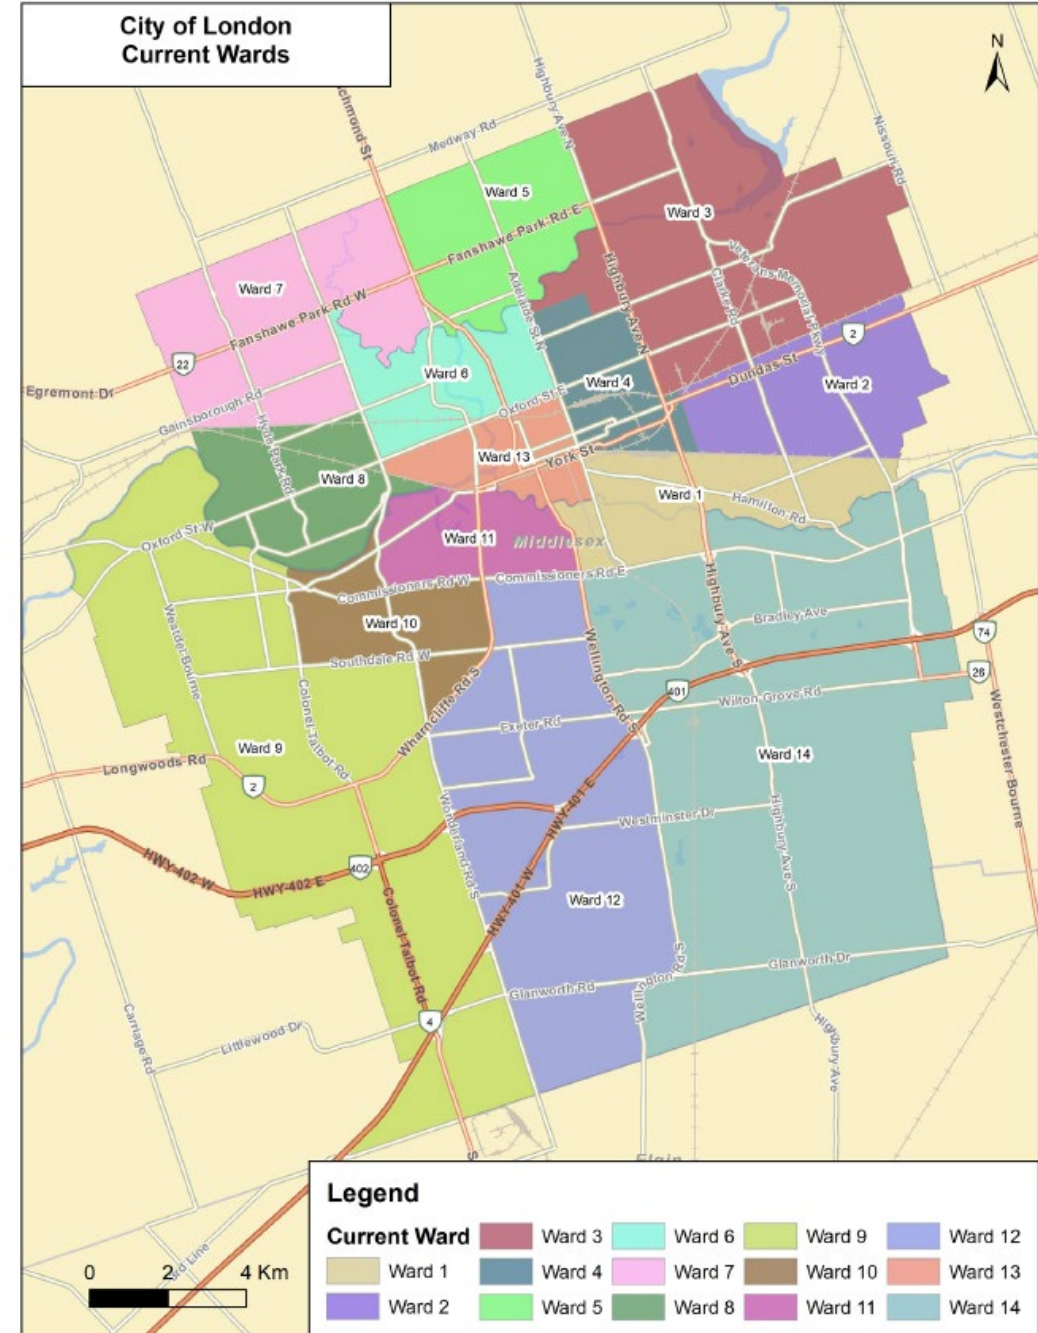 City of London
Current Wards
N
Highbury Ave N
Medway Rd
Nissouri Rd
Ward 5
Ward 3
Fanshawe Park Rd E
Veterans Memorial Pkwy
Ward 7
Highbury Ave N
Clarke Rd
Adelaide St N
Fanshawe Park Rd W
2
22
Ward 6
Ward 4
Dundas St
Ward 2
Egremont Dr
Gainsborough Rd
Oxford St E
Hyde Park Rd
Ward 13
York St
Ward 8
Ward 1
Hamilton Rd
Oxford St W
Ward 11
Middlesex
Commissioners Rd W
Commissioners Rd E
Highbury Ave S
Bradley Ave
Westdel Bourne
Ward 10
Southdale Rd W
Wellington Rd S
74
28
401
Wilton Grove Rd
Colonel Talbot Rd
Wharncliffe Rd S
Exeter Rd
Westchester Bourne
Ward 9
Ward 14
Longwoods Rd
2
Wonderland Rd S
HWY 401 E
Westminster Dr
Highbury Ave S
HWY 402 W
HWY 402 E
402
HWY 401 W
Ward 12
Colonel Talbot Rd
Wellington Rd S
Glanworth Dr
Glanworth Rd
Carriage Rd
Littlewood Dr
4
Highbury Ave
Legend
Current Ward
Ward 1
Ward 2
Ward 3
Ward 4
Ward 5
Ward 6
Ward 7
Ward 8
Ward 9
Ward 10
Ward 11
Ward 12
Ward 13
Ward 14
0 2 4 Km